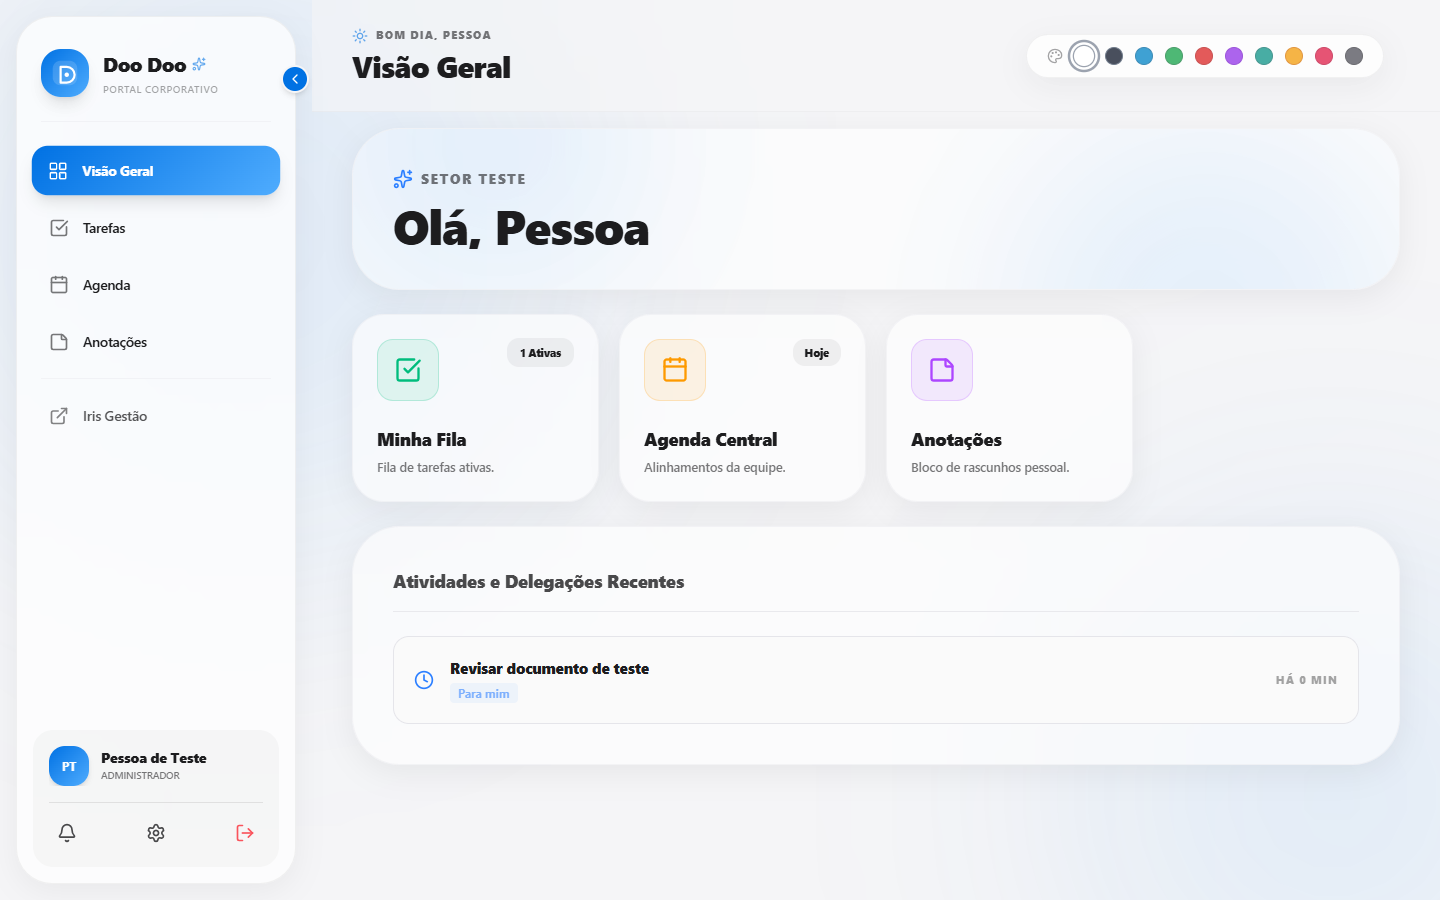 Doo Doo
PORTAL CORPORATIVO
Visão Geral
Tarefas
Agenda
Anotações
Iris Gestão
PT
Pessoa de Teste
ADMINISTRADOR
BOM DIA, PESSOA
Visão Geral
SETOR TESTE
Olá, Pessoa
1 Ativas
Minha Fila
Fila de tarefas ativas.
Hoje
Agenda Central
Alinhamentos da equipe.
Anotações
Bloco de rascunhos pessoal.
Atividades e Delegações Recentes
Revisar documento de teste
Para mim
HÁ 0 MIN